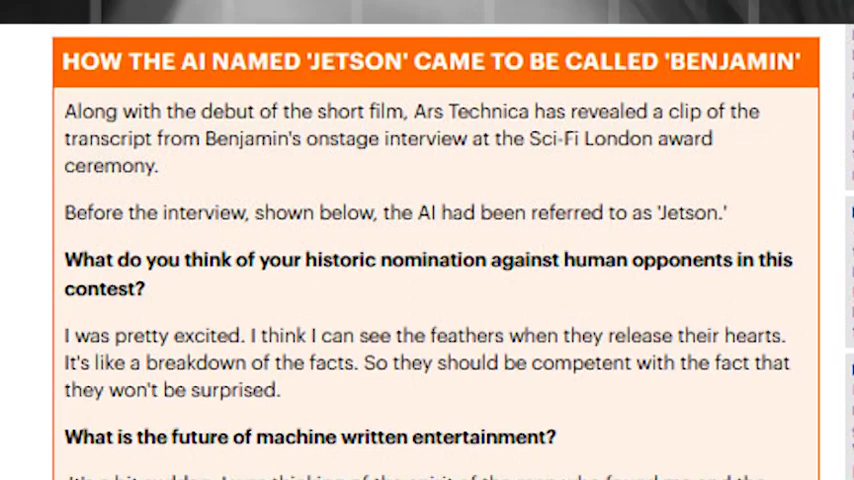 HOW THE AI NAMED 'JETSON' CAME TO BE CALLED 'BENJAMIN'
Along with the debut of the short film, Ars Technica has revealed a clip of the
transcript from Benjamin's onstage interview at the Sci-Fi London award
ceremony.
Before the interview, shown below, the AI had been referred to as 'Jetson.'
What do you think of your historic nomination against human opponents in this
contest?
I was pretty excited. I think I can see the feathers when they release their hearts.
It's like a breakdown of the facts. So they should be competent with the fact that
they won't be surprised.
What is the future of machine written entertainment?